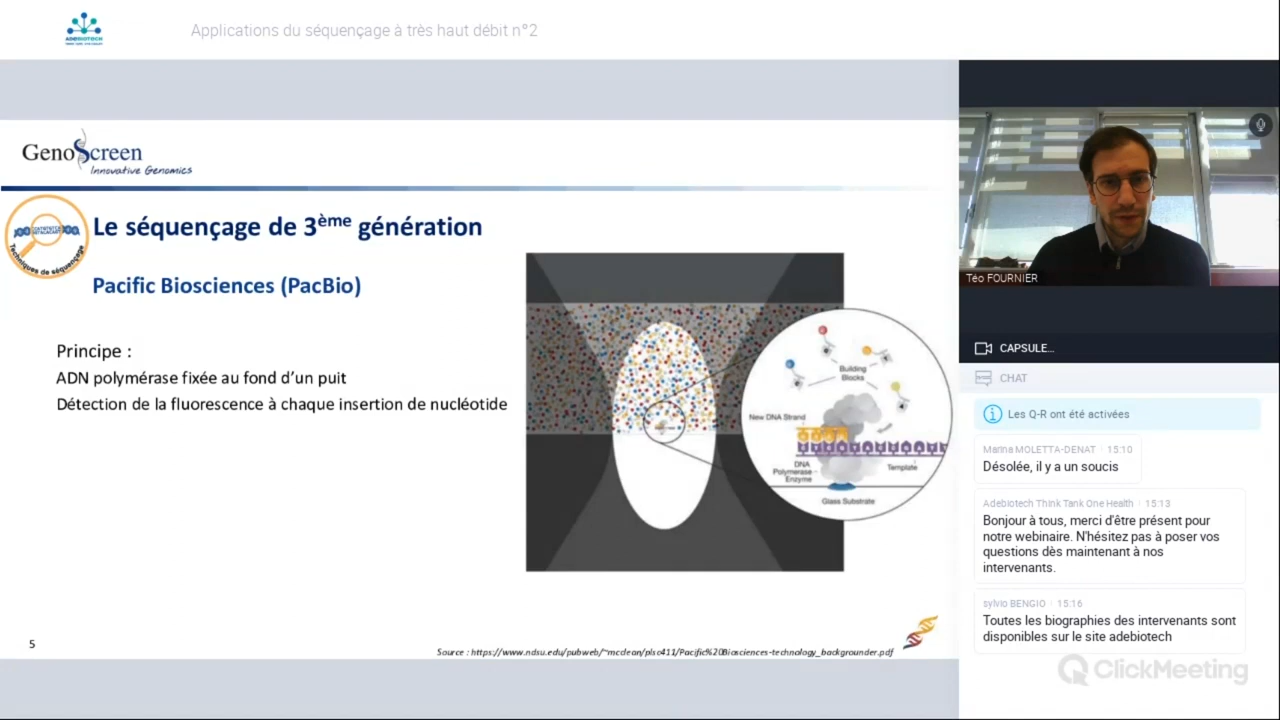 ADEBIOTECH
Applications du séquençage à très haut débit n°2
GenoScreen
Innovative Genomics
Techniques de séquençage
Le séquençage de 3ème génération
Pacific Biosciences (PacBio)
Principe :
ADN polymérase fixée au fond d'un puit
Détection de la fluorescence à chaque insertion de nucléotide
Building
Blocks
New DNA Strand
DNA
Polymerase -
Enzyme
Template
Glass Substrate
5
Source : https://www.ndsu.edu/pubweb/~mcclean/plsc411/Pacific%20Biosciences-technology_backgrounder.pdf
Téo FOURNIER
CAPSULE...
CHAT
Les Q-R ont été activées
Marina MOLETTA-DENAT 15:10
Désolée, il y a un soucis
Adebiotech Think Tank One Health 15:13
Bonjour à tous, merci d'être présent pour
notre webinaire. N'hésitez pas à poser vos
questions dès maintenant à nos
intervenants.
sylvio BENGIO 15:16
Toutes les biographies des intervenants sont
disponibles sur le site adebiotech
ClickMeeting